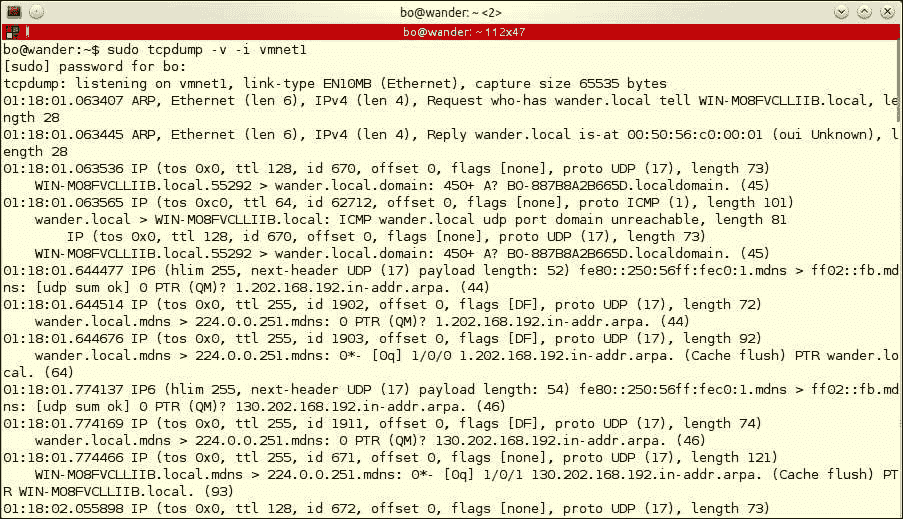 bo@wander: ~ <2>
bo@wander: ~ 112x47
bo@wander:~$ sudo tcpdump -v -i vmnet1
[sudo] password for bo:
tcpdump: listening on vmnet1, link-type EN10MB (Ethernet), capture size 65535 bytes
01:18:01.063407 ARP, Ethernet (len 6), IPv4 (len 4), Request who-has wander.local tell WIN-MO8FVCLLIIB.local, le
ngth 28
01:18:01.063445 ARP, Ethernet (len 6), IPv4 (len 4), Reply wander.local is-at 00:50:56:c0:00:01 (oui Unknown), l
ength 28
01:18:01.063536 IP (tos 0x0, ttl 128, id 670, offset 0, flags [none], proto UDP (17), length 73)
WIN-MO8FVCLLIIB.local.55292 > wander.local.domain: 450+ A? BO-887B8A2B665D.localdomain. (45)
01:18:01.063565 IP (tos 0xc0, ttl 64, id 62712, offset 0, flags [none], proto ICMP (1), length 101)
wander.local > WIN-MO8FVCLLIIB.local: ICMP wander.local udp port domain unreachable, length 81
IP (tos 0x0, ttl 128, id 670, offset 0, flags [none], proto UDP (17), length 73)
WIN-MO8FVCLLIIB.local.55292 > wander.local.domain: 450+ A? BO-887B8A2B665D.localdomain. (45)
01:18:01.644477 IP6 (hlim 255, next-header UDP (17) payload length: 52) fe80::250:56ff:fec0:1.mdns > ff02::fb.md
ns: [udp sum ok] 0 PTR (QM)? 1.202.168.192.in-addr.arpa. (44)
01:18:01.644514 IP (tos 0x0, ttl 255, id 1902, offset 0, flags [DF], proto UDP (17), length 72)
wander.local.mdns > 224.0.0.251.mdns: 0 PTR (QM)? 1.202.168.192.in-addr.arpa. (44)
01:18:01.644676 IP (tos 0x0, ttl 255, id 1903, offset 0, flags [DF], proto UDP (17), length 92)
wander.local.mdns > 224.0.0.251.mdns: 0*- [0q] 1/0/0 1.202.168.192.in-addr.arpa. (Cache flush) PTR wander.lo
cal. (64)
01:18:01.774137 IP6 (hlim 255, next-header UDP (17) payload length: 54) fe80::250:56ff:fec0:1.mdns > ff02::fb.md
ns: [udp sum ok] 0 PTR (QM)? 130.202.168.192.in-addr.arpa. (46)
01:18:01.774169 IP (tos 0x0, ttl 255, id 1911, offset 0, flags [DF], proto UDP (17), length 74)
wander.local.mdns > 224.0.0.251.mdns: 0 PTR (QM)? 130.202.168.192.in-addr.arpa. (46)
01:18:01.774466 IP (tos 0x0, ttl 255, id 671, offset 0, flags [none], proto UDP (17), length 121)
WIN-MO8FVCLLIIB.local.mdns > 224.0.0.251.mdns: 0*- [0q] 1/0/1 130.202.168.192.in-addr.arpa. (Cache flush) PT
R WIN-MO8FVCLLIIB.local. (93)
01:18:02.055898 IP (tos 0x0, ttl 128, id 672, offset 0, flags [none], proto UDP (17), length 73)